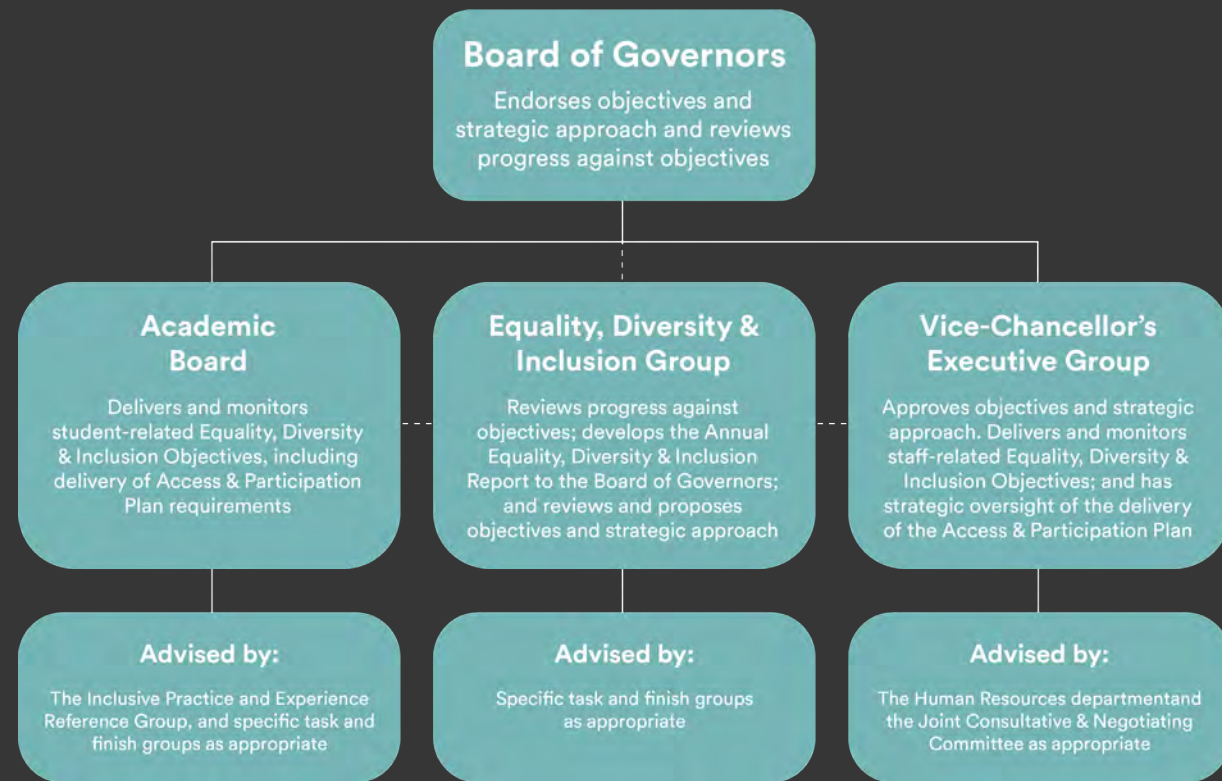 Board of Governors
Endorses objectives and
strategic approach and reviews
progress against objectives
Academic
Board
Delivers and monitors
student-related Equality, Diversity
& Inclusion Objectives, including
delivery of Access & Participation
Plan requirements
Equality, Diversity &
Inclusion Group
Reviews progress against
objectives; develops the Annual
Equality, Diversity & Inclusion
Report to the Board of Governors;
and reviews and proposes
objectives and strategic approach
Vice-Chancellor's
Executive Group
Approves objectives and strategic
approach. Delivers and monitors
staff-related Equality, Diversity &
Inclusion Objectives; and has
strategic oversight of the delivery
of the Access & Participation Plan
Advised by:
The Inclusive Practice and Experience
Reference Group, and specific task and
finish groups as appropriate
Advised by:
Specific task and finish groups
as appropriate
Advised by:
The Human Resources departmentand
the Joint Consultative & Negotiating
Committee as appropriate